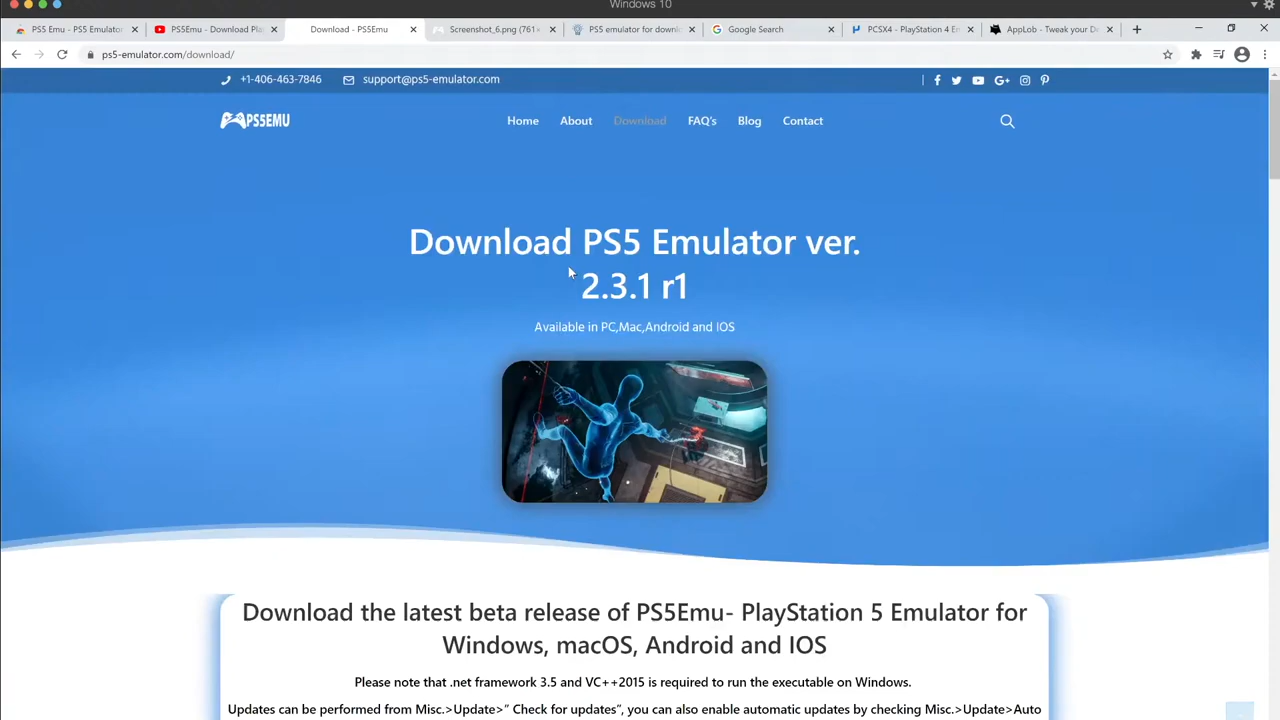 Windows 10
PS5 Emu - PS5 Emulator
PS5Emu - Download Pla
Download - PS5Emu
Screenshot_6.png (761×
PS5 emulator for downlo
Google Search
PCSX4 - PlayStation 4 Em
AppLob - Tweak your De
ps5-emulator.com/download/
+1-406-463-7846 support@ps5-emulator.com
PS5EMU
Home About Download FAQ's Blog Contact
Download PS5 Emulator ver.
2.3.1 r1
Available in PC,Mac,Android and IOS
Download the latest beta release of PS5Emu- PlayStation 5 Emulator for
Windows, macOS, Android and IOS
Please note that .net framework 3.5 and VC++2015 is required to run the executable on Windows.
Updates can be performed from Misc.>Update>" Check for updates", you can also enable automatic updates by checking Misc.>Update>Auto